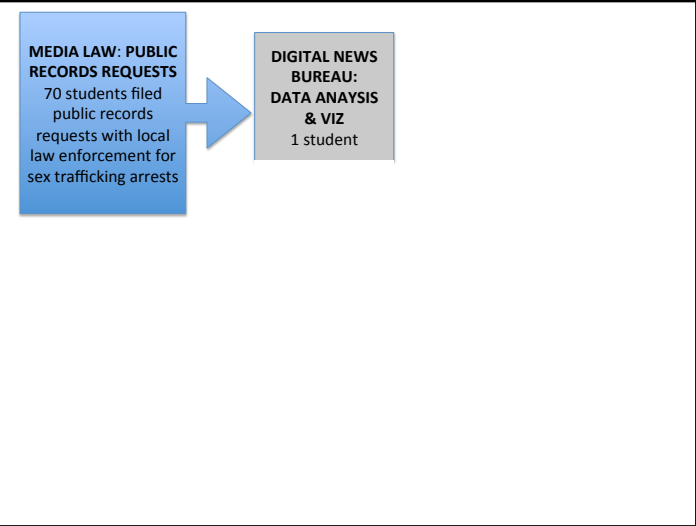 MEDIA LAW: PUBLIC
RECORDS REQUESTS
70 students filed
public records
requests with local
law enforcement for
sex trafficking arrests
DIGITAL NEWS
BUREAU:
DATA ANAYSIS
& VIZ
1 student